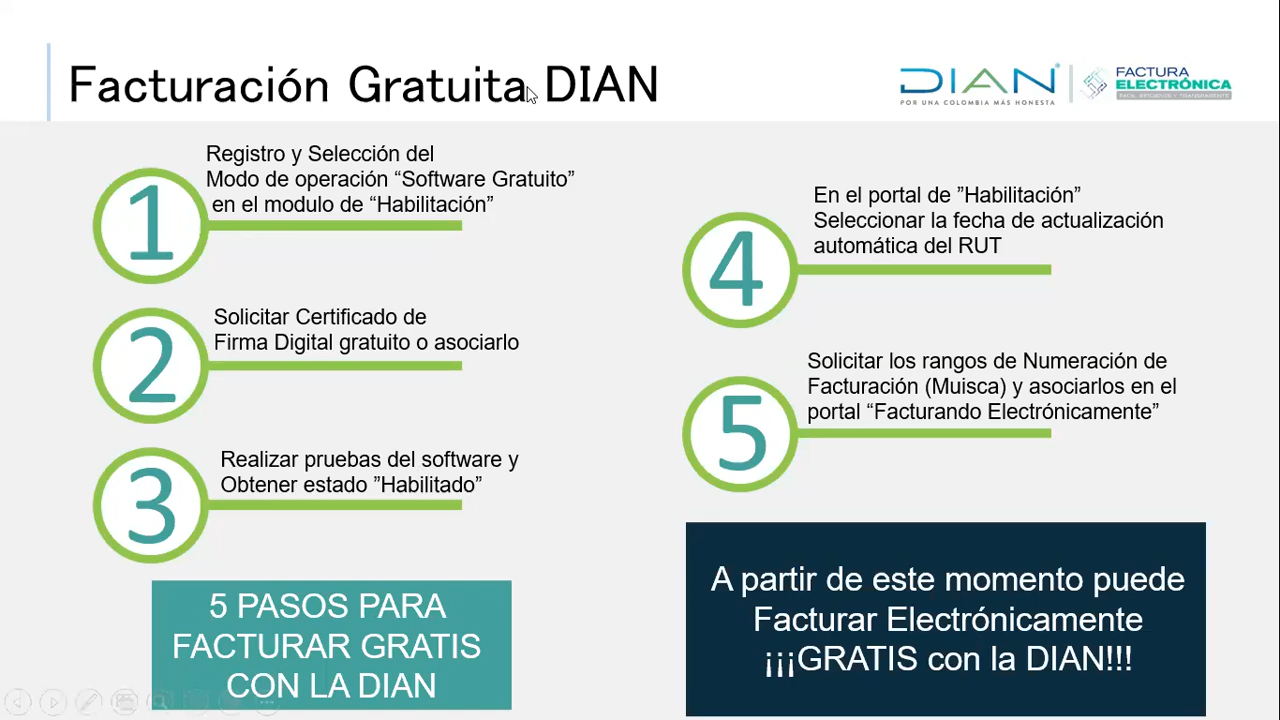 Facturación Gratuita DIAN
DIAN
POR UNA COLOMBIA MÁS HONESTA
FACTURA
ELECTRÓNICA
FÁCIL, EFICIENTE Y TRANSPARENTE
1
Registro y Selección del
Modo de operación “Software Gratuito”
en el modulo de “Habilitación”
2
Solicitar Certificado de
Firma Digital gratuito o asociarlo
3
Realizar pruebas del software y
Obtener estado ”Habilitado”
5 PASOS PARA
FACTURAR GRATIS
CON LA DIAN
4
En el portal de ”Habilitación”
Seleccionar la fecha de actualización
automática del RUT
5
Solicitar los rangos de Numeración de
Facturación (Muisca) y asociarlos en el
portal “Facturando Electrónicamente”
A partir de este momento puede
Facturar Electrónicamente
¡¡¡GRATIS con la DIAN!!!